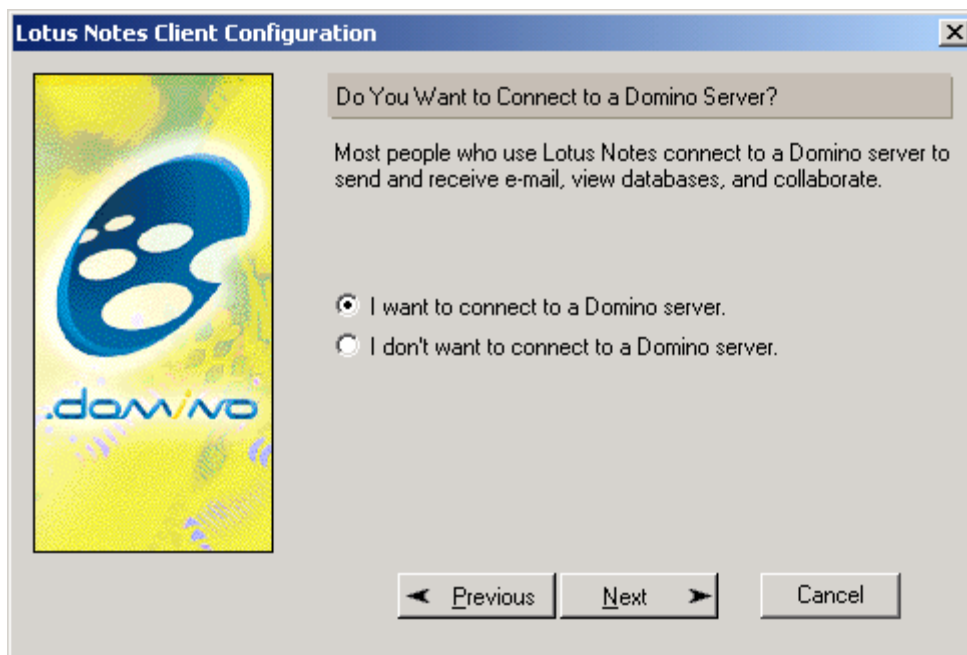 Lotus Notes Client Configuration
Do You Want to Connect to a Domino Server?
Most people who use Lotus Notes connect to a Domino server to
send and receive e-mail, view databases, and collaborate.
I want to connect to a Domino server.
I don't want to connect to a Domino server.
.domino
Previous
Next
Cancel